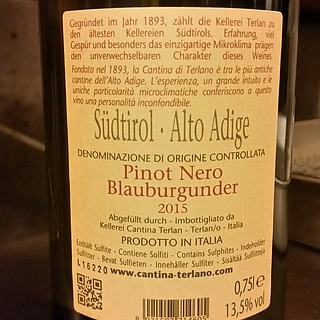 Gegründet im Jahr 1893, zählt die Kellerei Terlan zu
den ältesten Kellereien Südtirols. Erfahrung, viel
Gespür und besonders das einzigartige Mikroklima prägen
den unverwechselbaren Charakter dieses Weines.
Fondata nel 1893, la Cantina di Terlano è tra le più antiche
cantine dell'Alto Adige. L'esperienza, un grande intuito e le
uniche particolarità microclimatiche conferiscono a questo
vino una personalità inconfondibile.
Südtirol · Alto Adige
DENOMINAZIONE DI ORIGINE CONTROLLATA
Pinot Nero
Blauburgunder
2015
Abgefüllt durch - Imbottigliato da
Kellerei Cantina Terlan - Terlan/o - Italia
PRODOTTO IN ITALIA
Enthält Sulfite - Contiene Solfiti - Contains Sulphites - Indeholder
Sulfitter - Bevat Sulfieten - Innehåller Sulfiter - Sisältää Sulfiitteja
L16220 www.cantina-terlano.com
0,75l e
13,5% vol